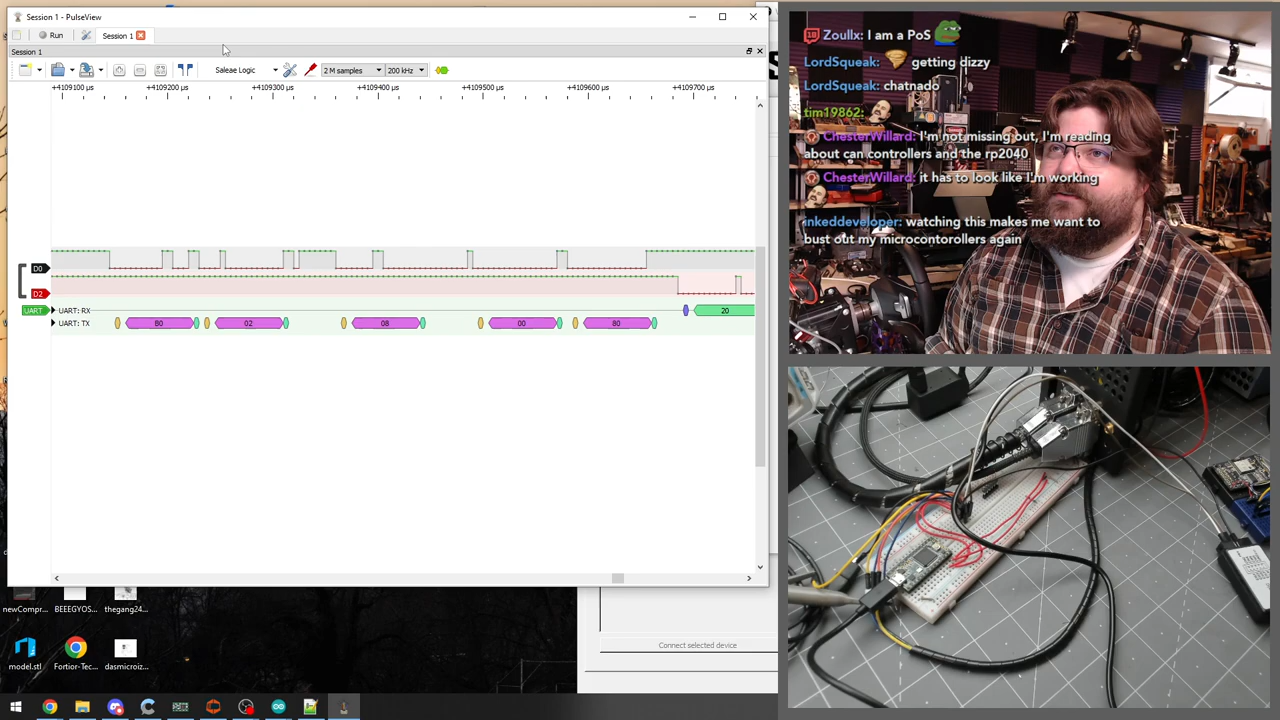 Session 1 - PulseView
Run
Session 1
Session 1
Saleae Logic
2 M samples
200 kHz
+4109100 µs +4109200 µs +4109300 µs +4109400 µs +4109500 µs +4109600 µs +4109700 µs
D0
D2
UART
UART: RX
20
UART: TX
B0 02 08 00 80
newCompr...
BEEEGYOS...
thegang24...
model.stl
Fortior-Tec...
dasmicroiz...
Connect selected device
Zoullx: I am a PoS
LordSqueak: getting dizzy
LordSqueak: chatnado
tim19862:
ChesterWillard: I'm not missing out, I'm reading
about can controllers and the rp2040
ChesterWillard: it has to look like I'm working
inkeddeveloper: watching this makes me want to
bust out my microcontorollers again